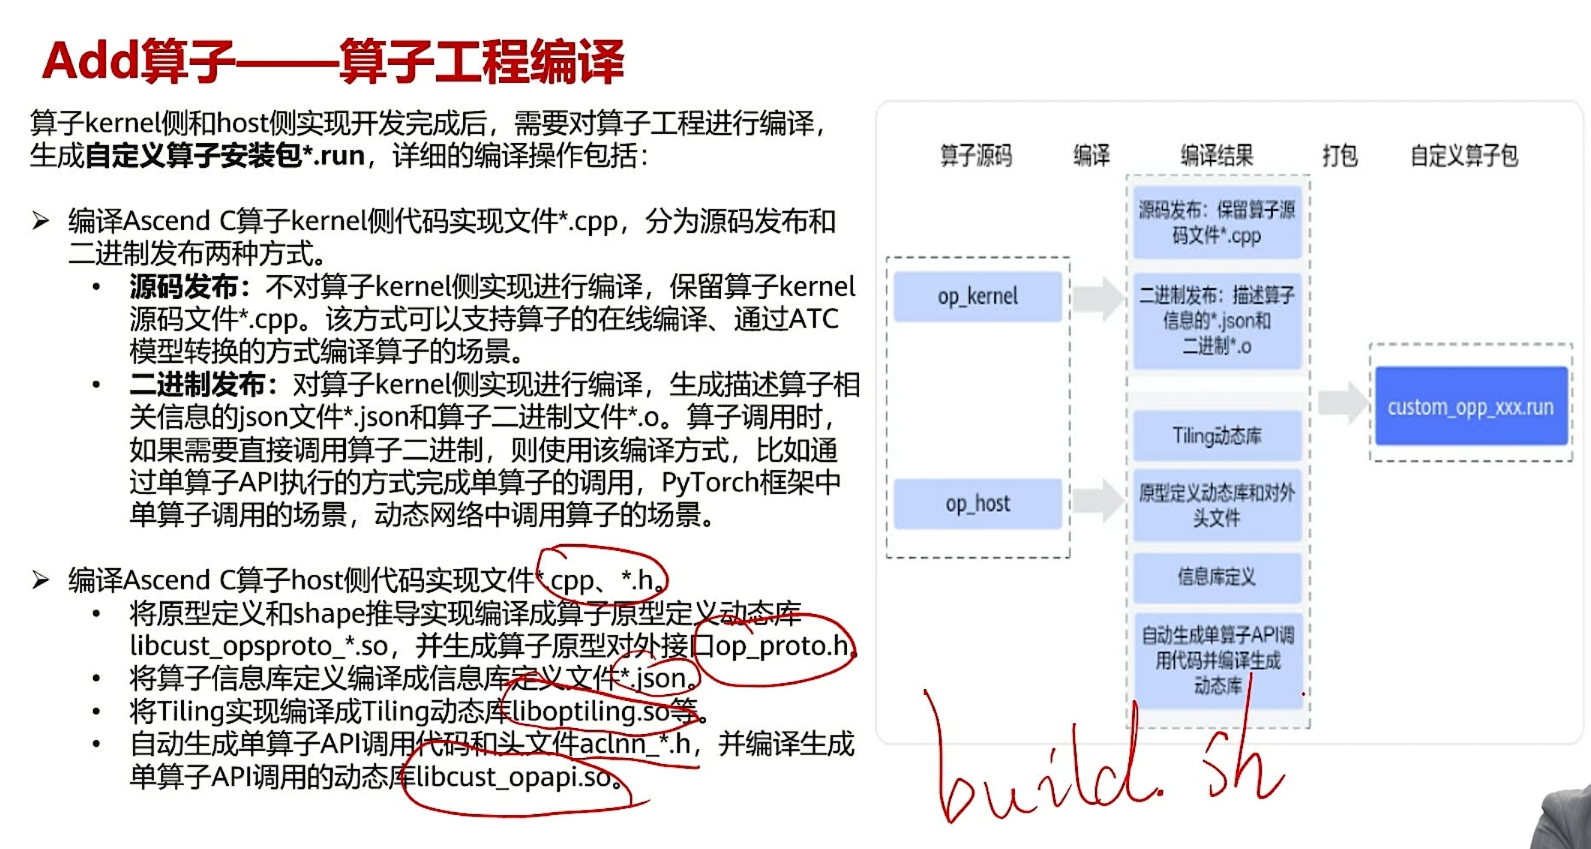 Add算子——算子工程编译
算子kernel侧和host侧实现开发完成后，需要对算子工程进行编译，
生成自定义算子安装包*.run，详细的编译操作包括：
➢ 编译Ascend C算子kernel侧代码实现文件*.cpp，分为源码发布和
二进制发布两种方式。
• 源码发布：不对算子kernel侧实现进行编译，保留算子kernel
源码文件*.cpp。该方式可以支持算子的在线编译、通过ATC
模型转换的方式编译算子的场景。
• 二进制发布：对算子kernel侧实现进行编译，生成描述算子相
关信息的json文件*.json和算子二进制文件*.o。算子调用时，
如果需要直接调用算子二进制，则使用该编译方式，比如通
过单算子API执行的方式完成单算子的调用，PyTorch框架中
单算子调用的场景，动态网络中调用算子的场景。
➢ 编译Ascend C算子host侧代码实现文件*.cpp、*.h。
• 将原型定义和shape推导实现编译成算子原型定义动态库
libcust_opsproto_*.so，并生成算子原型对外接口op_proto.h。
• 将算子信息库定义编译成信息库定义文件*.json。
• 将Tiling实现编译成Tiling动态库liboptiling.so等。
• 自动生成单算子API调用代码和头文件aclnn_*.h，并编译生成
单算子API调用的动态库libcust_opapi.so。
算子源码 编译 编译结果 打包 自定义算子包
源码发布：保留算子源
码文件*.cpp
op_kernel
二进制发布：描述算子
信息的*.json和
二进制*.o
custom_opp_xxx.run
Tiling动态库
op_host
原型定义动态库和对外
头文件
信息库定义
自动生成单算子API调
用代码并编译生成
动态库
build.sh